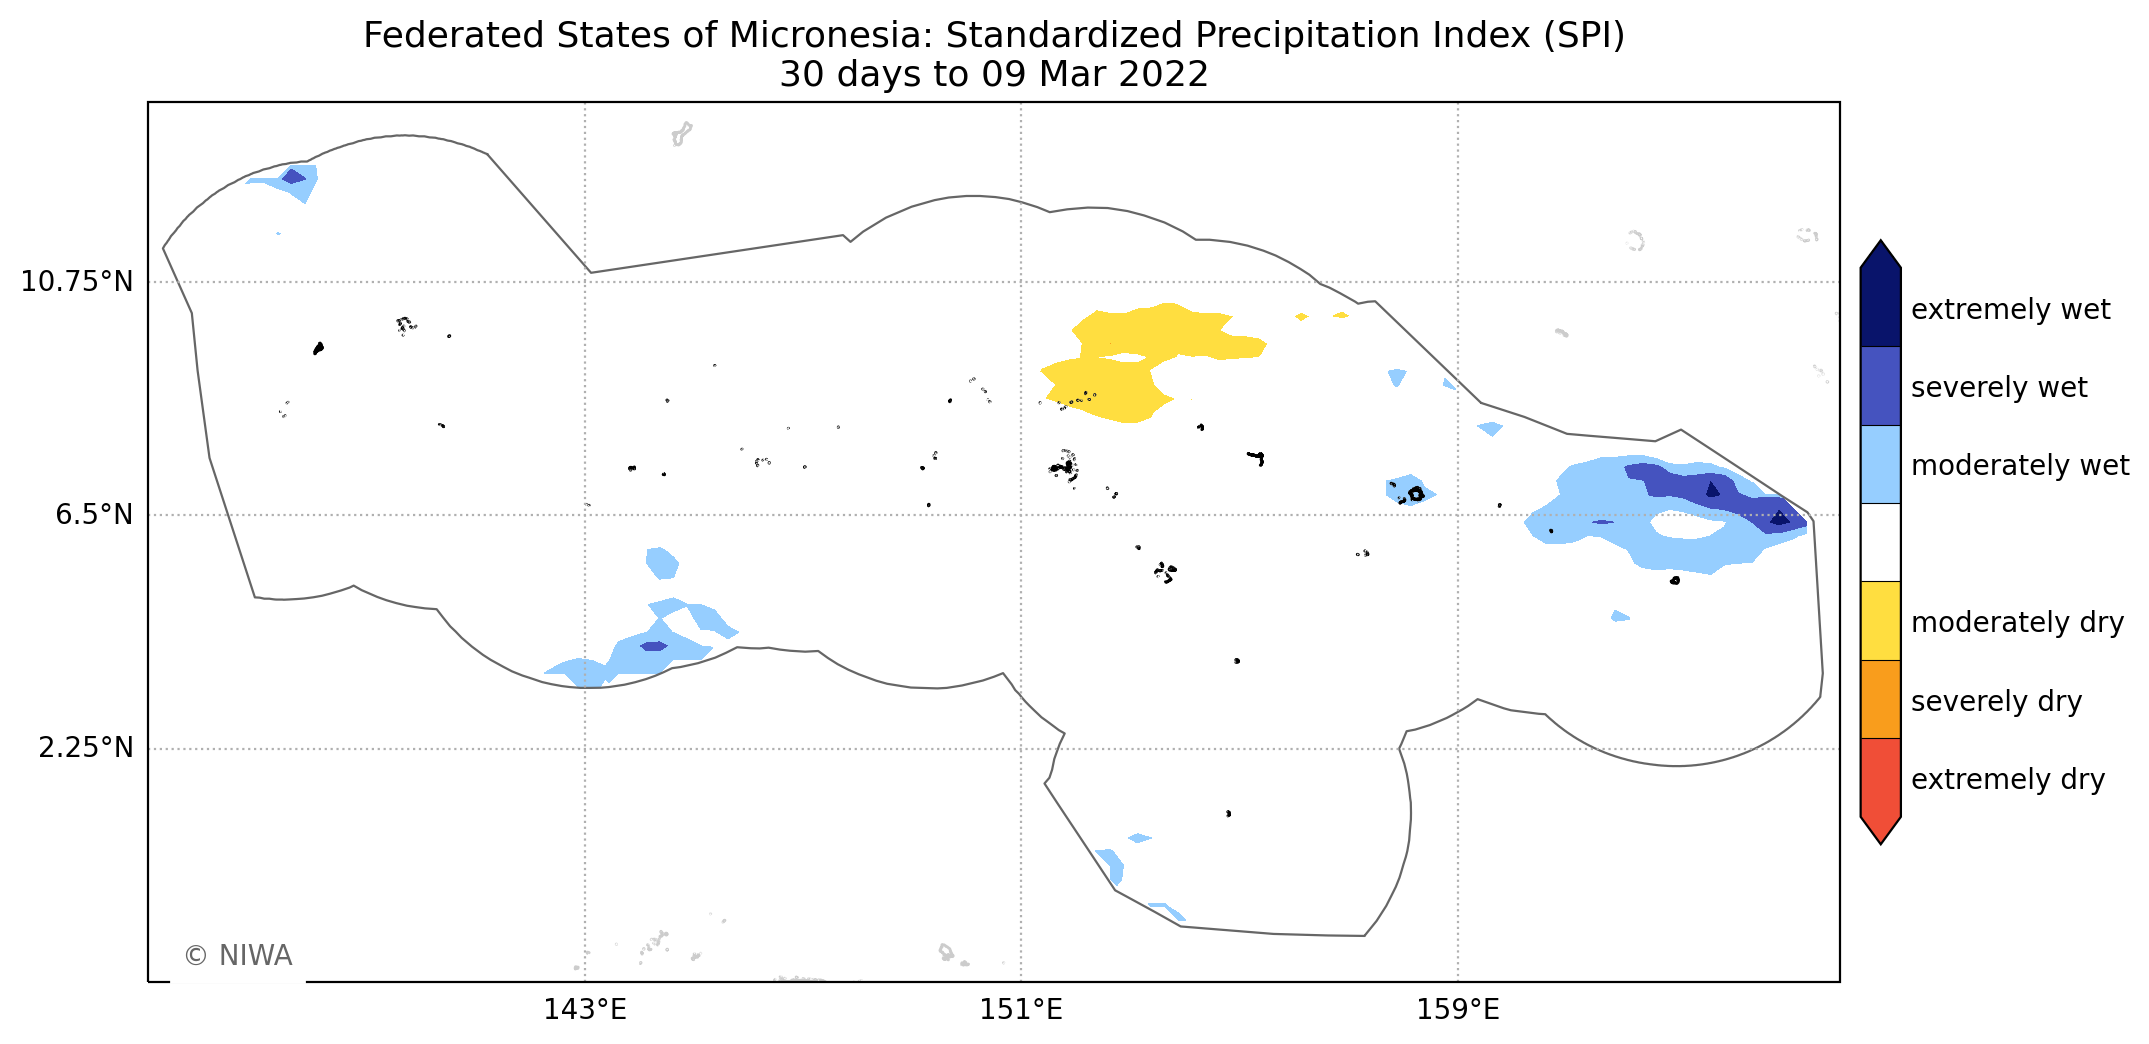 Federated States of Micronesia: Standardized Precipitation Index (SPI)
30 days to 09 Mar 2022
10.75°N
6.5°N
2.25°N
143°E
151°E
159°E
© NIWA
extremely wet
severely wet
moderately wet
moderately dry
severely dry
extremely dry